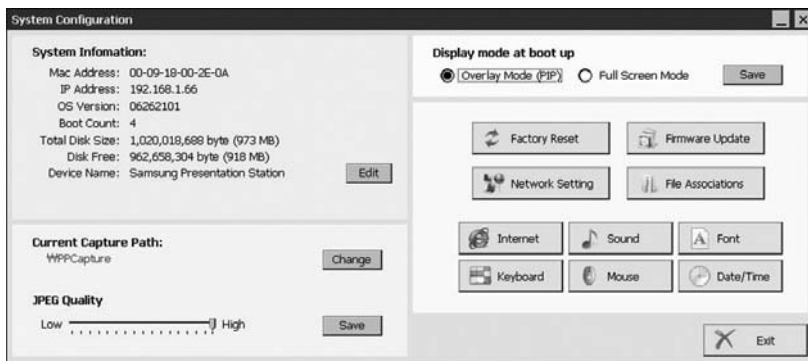 System Configuration
System Infomation:
Mac Address: 00-09-18-00-2E-0A
IP Address: 192.168.1.66
OS Version: 06262101
Boot Count: 4
Total Disk Size: 1,020,018,688 byte (973 MB)
Disk Free: 962,658,304 byte (918 MB)
Device Name: Samsung Presentation Station
Edit
Current Capture Path:
₩PPCapture
Change
JPEG Quality
Low High
Save
Display mode at boot up
Overlay Mode (PIP) Full Screen Mode Save
Factory Reset Firmware Update
Network Setting File Associations
Internet Sound Font
Keyboard Mouse Date/Time
Exit